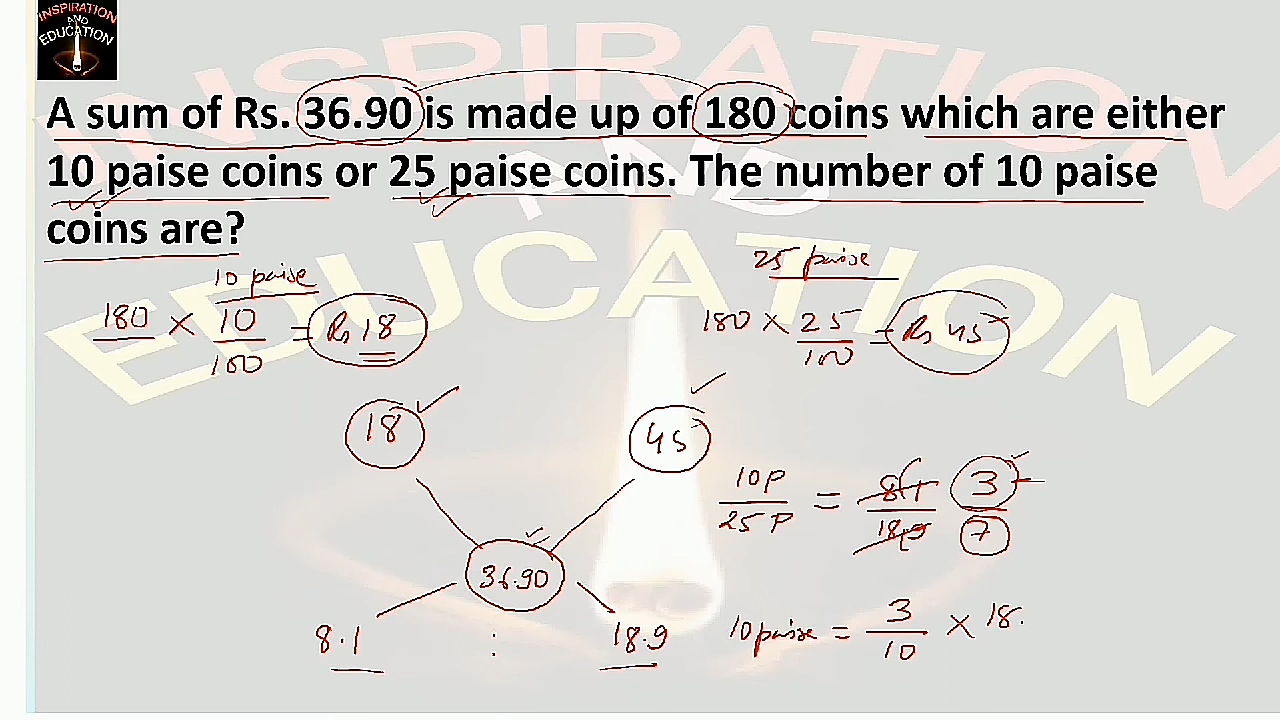 INSPIRATION
AND
EDUCATION
INSPIRATION
AND
EDUCATION
A sum of Rs. 36.90 is made up of 180 coins which are either
10 paise coins or 25 paise coins. The number of 10 paise
coins are?
10 paise
180 × 10/100 = Rs 18
25 paise
180 × 25/100 = Rs 45
18
45
36.90
8.1 : 18.9
10P/25P = 81/189 3/7
10 paise = 3/10 × 18.